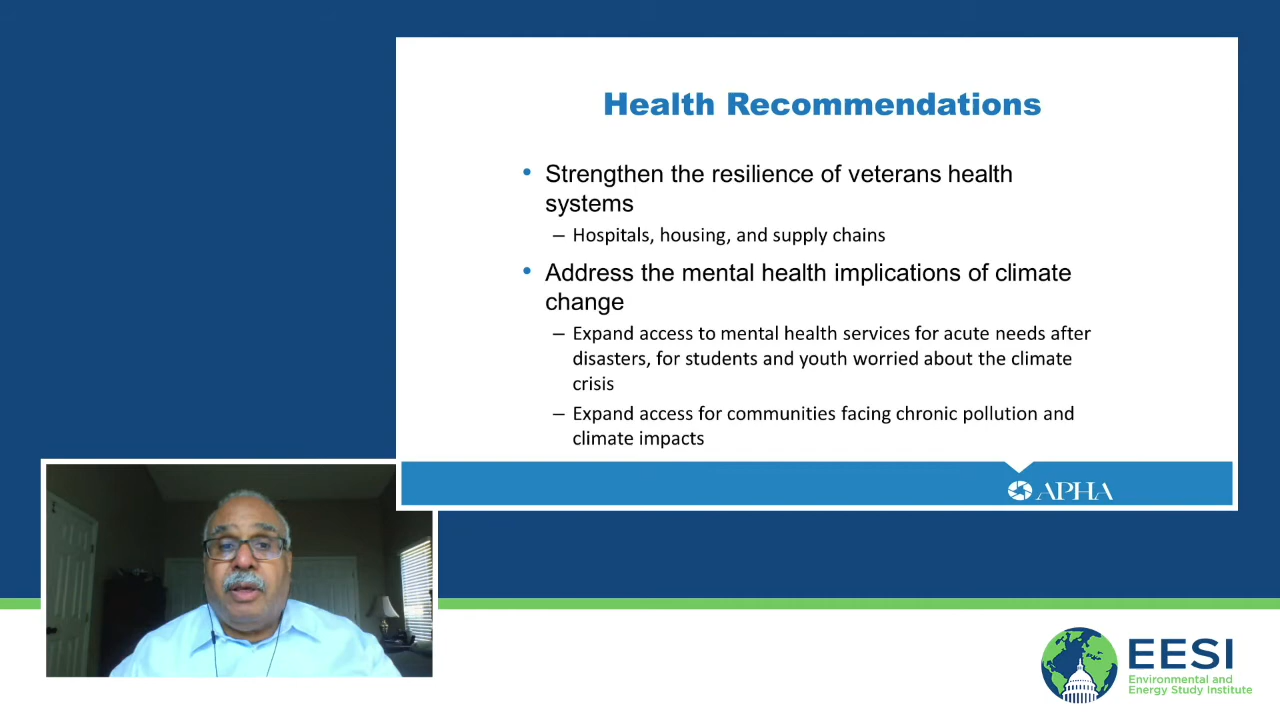 Health Recommendations
• Strengthen the resilience of veterans health
systems
– Hospitals, housing, and supply chains
• Address the mental health implications of climate
change
– Expand access to mental health services for acute needs after
disasters, for students and youth worried about the climate
crisis
– Expand access for communities facing chronic pollution and
climate impacts
APHA
EESI
Environmental and
Energy Study Institute